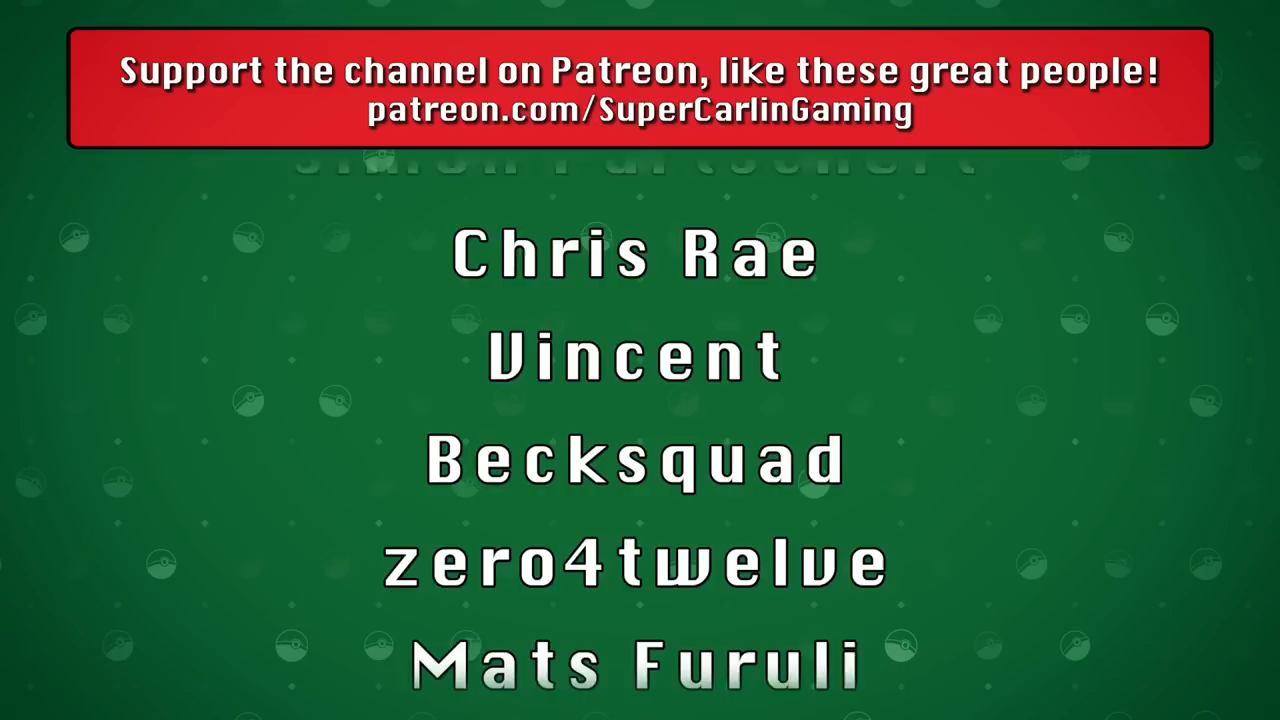 Support the channel on Patreon, like these great people!
patreon.com/SuperCarlinGaming
Chris Rae
Vincent
Becksquad
zero4twelve
Mats Furuli